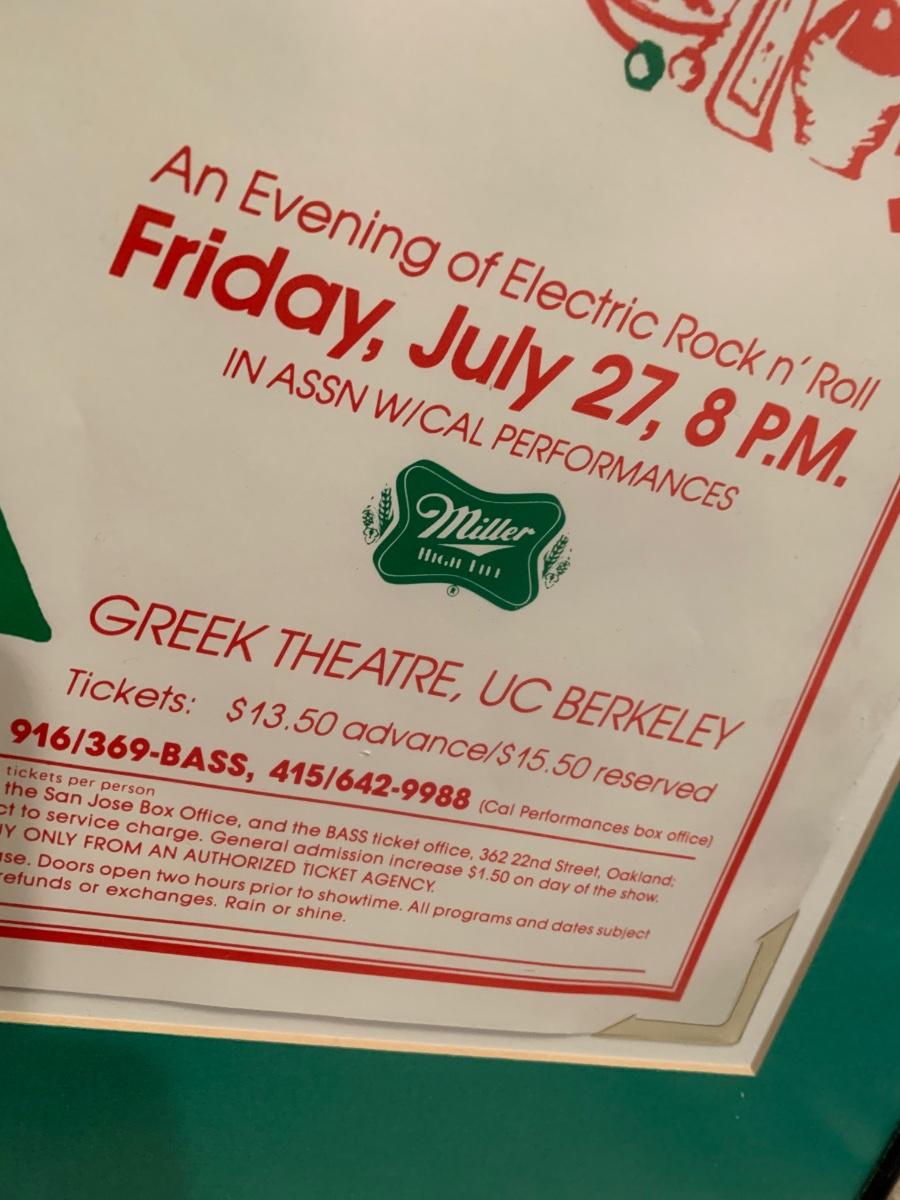 An Evening of Electric Rock n' Roll
Friday, July 27, 8 P.M.
IN ASSN W/CAL PERFORMANCES
Miller
HIGH LIFE
®
GREEK THEATRE, UC BERKELEY
Tickets: $13.50 advance/$15.50 reserved
916/369-BASS, 415/642-9988 (Cal Performances box office)
tickets per person
the San Jose Box Office, and the BASS ticket office, 362 22nd Street, Oakland;
to service charge. General admission increase $1.50 on day of the show.
ONLY FROM AN AUTHORIZED TICKET AGENCY.
Doors open two hours prior to showtime. All programs and dates subject
refunds or exchanges. Rain or shine.